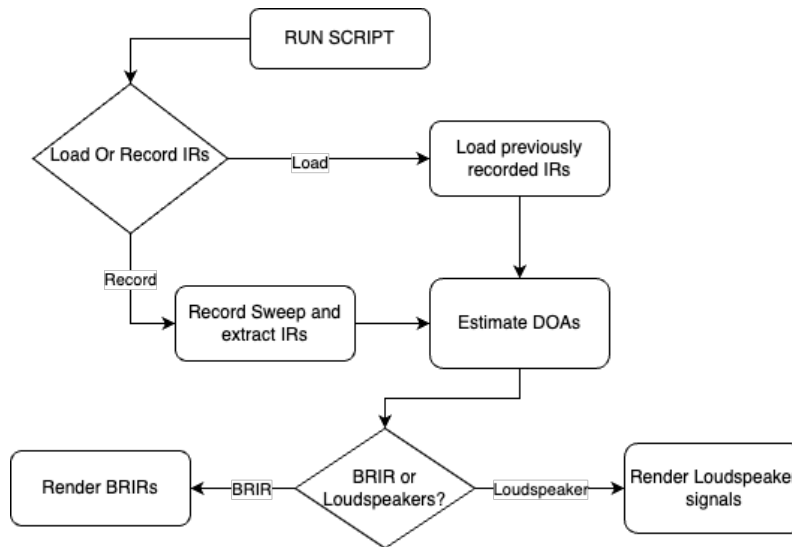 RUN SCRIPT
Load Or Record IRs
Load
Load previously
recorded IRs
Record
Record Sweep and
extract IRs
Estimate DOAs
BRIR or
Loudspeakers?
BRIR
Render BRIRs
Loudspeaker
Render Loudspeaker
signals